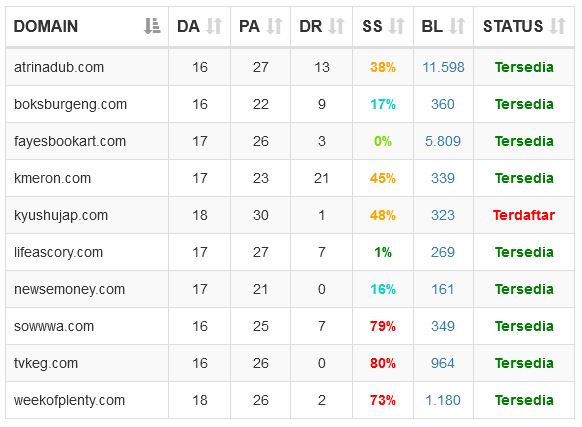 DOMAIN DA PA DR SS BL STATUS
atrinadub.com 16 27 13 38% 11.598 Tersedia
boksburgeng.com 16 22 9 17% 360 Tersedia
fayesbookart.com 17 26 3 0% 5.809 Tersedia
kmeron.com 17 23 21 45% 339 Tersedia
kyushujap.com 18 30 1 48% 323 Terdaftar
lifeascory.com 17 27 7 1% 269 Tersedia
newsemoney.com 17 21 0 16% 161 Tersedia
sowwwa.com 16 25 7 79% 349 Tersedia
tvkeg.com 16 26 0 80% 964 Tersedia
weekofplenty.com 18 26 2 73% 1.180 Tersedia